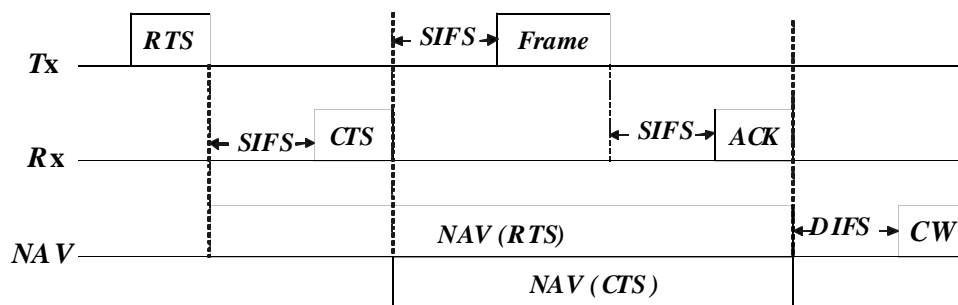 RTS
SIFS
Frame
Tx
SIFS
CTS
SIFS
ACK
Rx
NAV (RTS)
DIFS
CW
NAV
NAV (CTS)